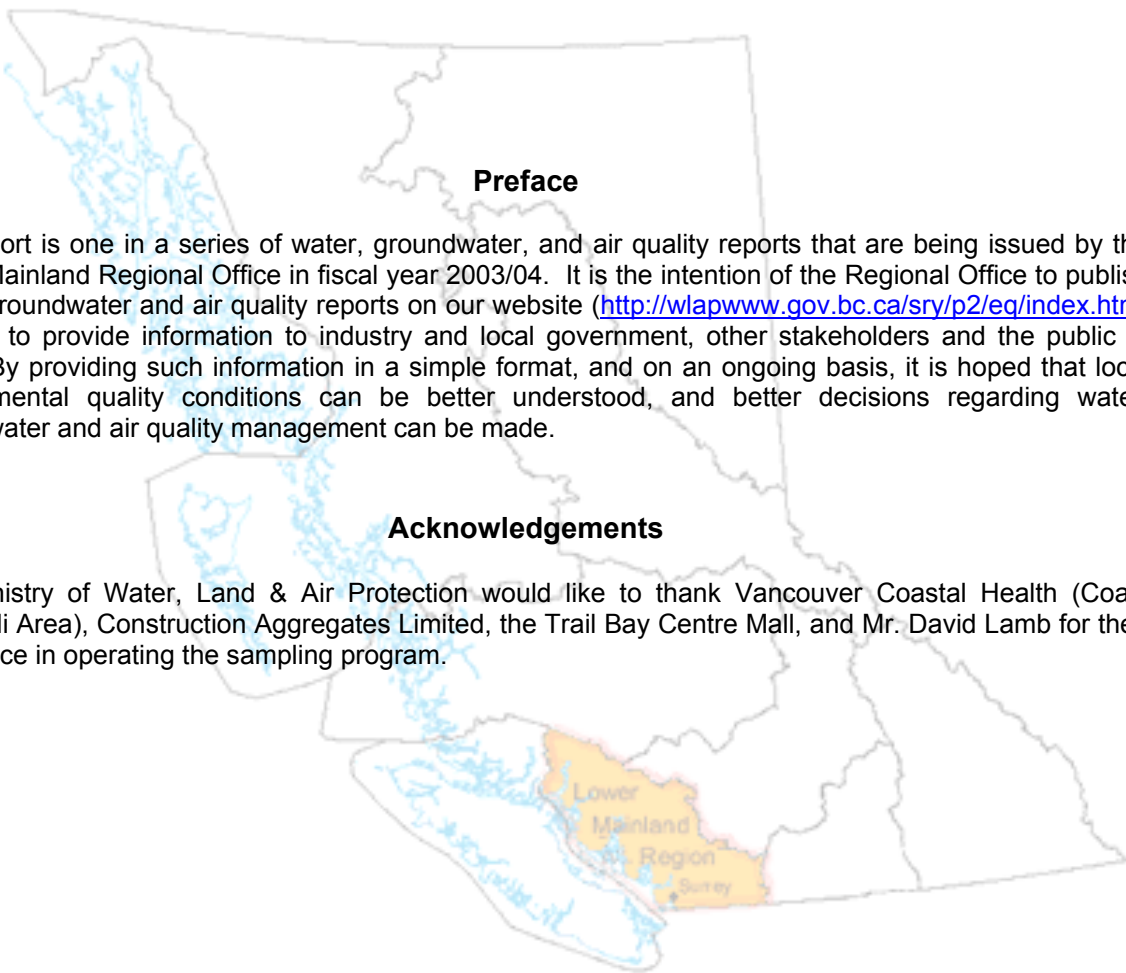 Preface
ort is one in a series of water, groundwater, and air quality reports that are being issued by th
Mainland Regional Office in fiscal year 2003/04. It is the intention of the Regional Office to publis
roundwater and air quality reports on our website (http://wlapwww.gov.bc.ca/sry/p2/eq/index.htm
to provide information to industry and local government, other stakeholders and the public
By providing such information in a simple format, and on an ongoing basis, it is hoped that loc
mental quality conditions can be better understood, and better decisions regarding wate
water and air quality management can be made.
Acknowledgements
nistry of Water, Land & Air Protection would like to thank Vancouver Coastal Health (Coa
li Area), Construction Aggregates Limited, the Trail Bay Centre Mall, and Mr. David Lamb for the
ce in operating the sampling program.
Lower
Mainland
Region
Surrey